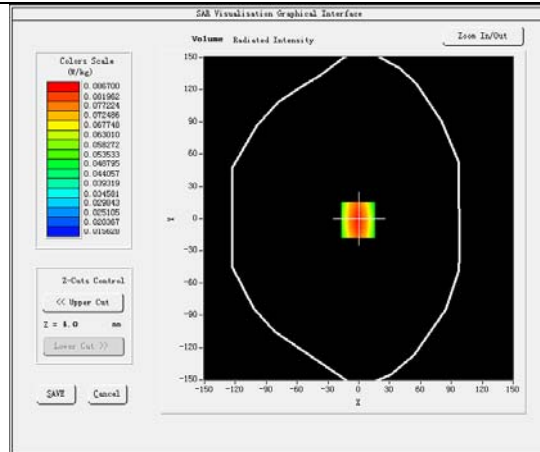 SAR Visualisation Graphical Interface
Volume Radiated Intensity
Zoom In/Out
Colors Scale
(W/kg)
0.086700
0.081962
0.077224
0.072486
0.067748
0.063010
0.058272
0.053533
0.048795
0.044057
0.039319
0.034581
0.029843
0.025105
0.020367
0.015628
150
120
90
60
30
0
-30
-60
-90
-120
-150
Y
-150 -120 -90 -60 -30 0 30 60 90 120 150
X
Z-Cuts Control
<< Upper Cut
Z = 4.0 mm
Lower Cut >>
SAVE Cancel